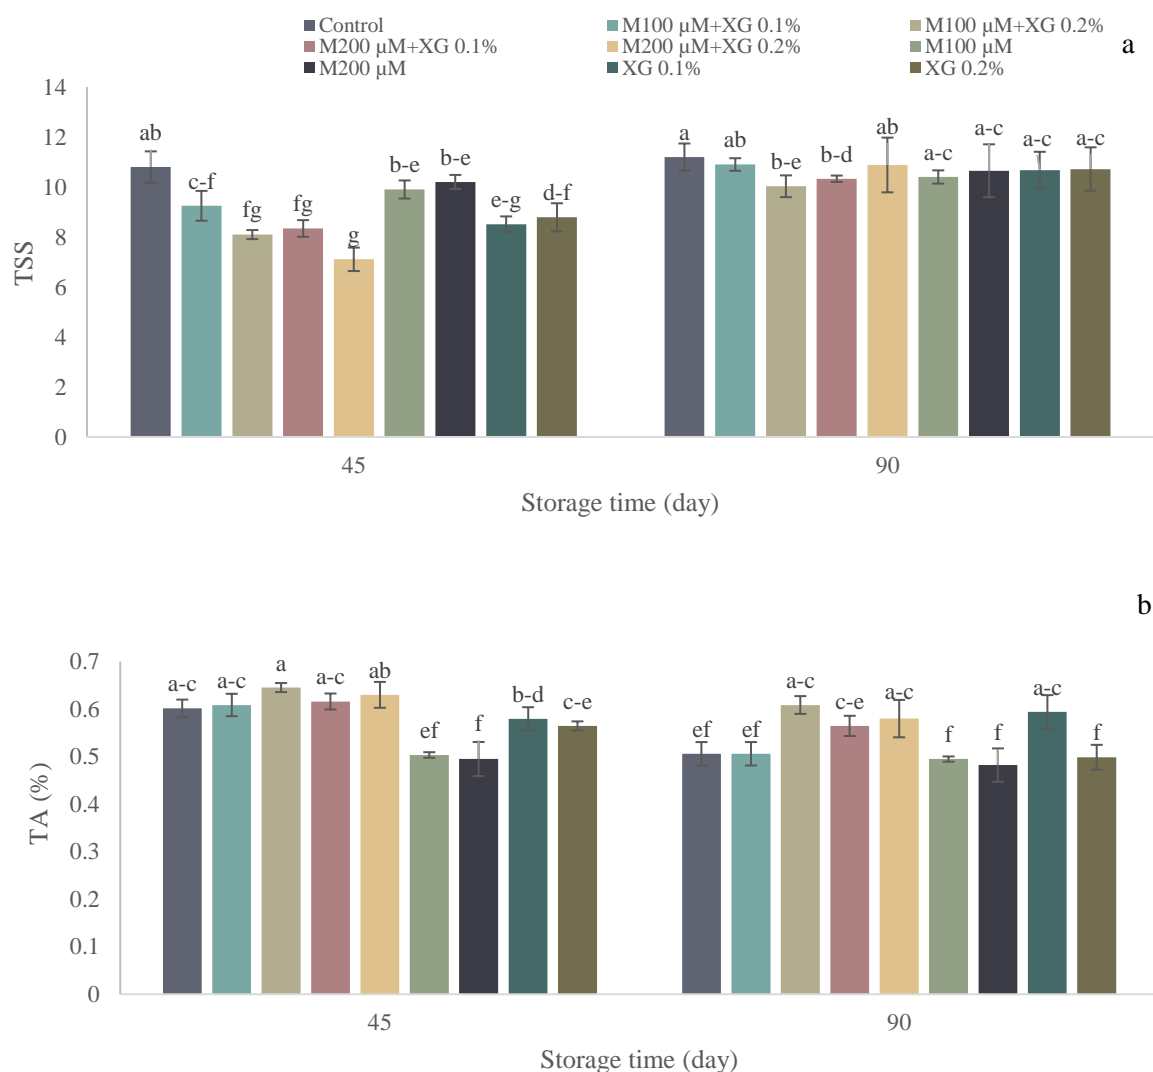 Control M100 µM+XG 0.1% M100 µM+XG 0.2%
M200 µM+XG 0.1% M200 µM+XG 0.2% M100 µM
M200 µM XG 0.1% XG 0.2%
a
14
12
10
8
6
4
2
0
TSS
ab c-f fg fg g b-e b-e e-g d-f
a ab b-e b-d ab a-c a-c a-c a-c
45 90
Storage time (day)
b
0.7
0.6
0.5
0.4
0.3
0.2
0.1
0
TA (%)
a-c a-c a a-c ab ef f b-d c-e
ef ef a-c c-e a-c f f a-c f
45 90
Storage time (day)